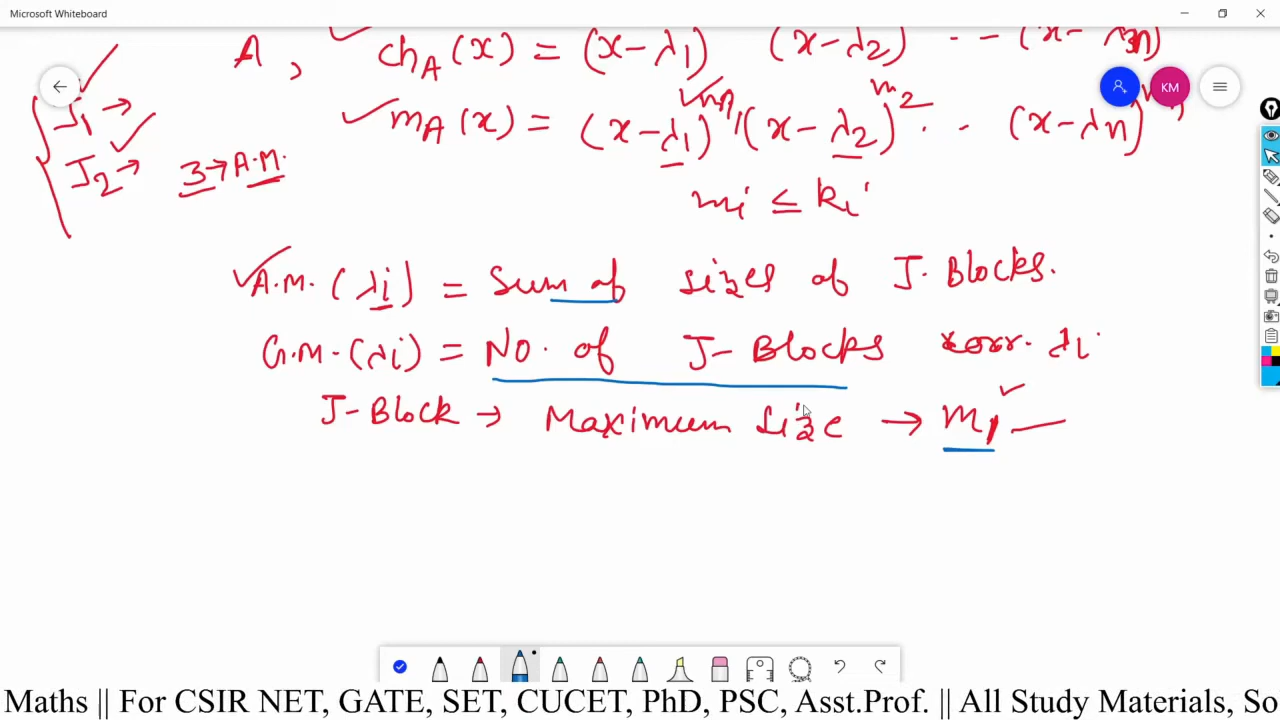 Microsoft Whiteboard
A, ch_A(x) = (x-λ1) (x-λ2) .. - (x- λn)
KM
J1 →
m_A(x) = (x-λ1)^m1 (x-λ2)^m2 . - (x-λn)
J2 → 3→A.M.
mi ≤ ki
A.M.(λi) = Sum of sizes of J-Blocks.
G.M.(λi) = No. of J-Blocks corr. λi
J-Block → Maximum size → m1
Maths || For CSIR NET, GATE, SET, CUCET, PhD, PSC, Asst.Prof. || All Study Materials, So